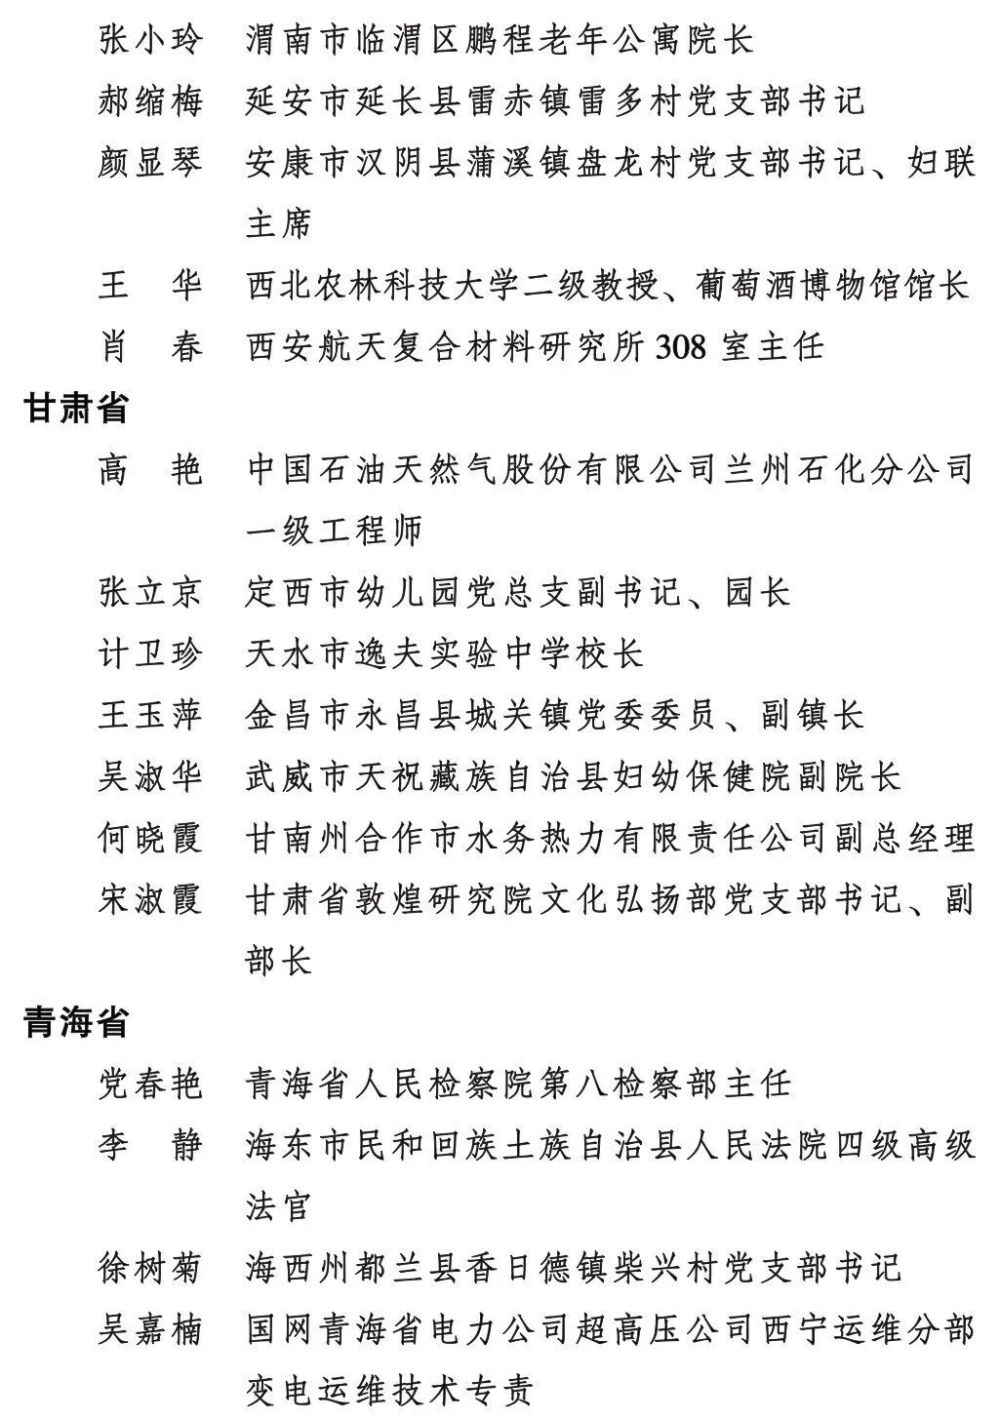 张小玲 渭南市临渭区鹏程老年公寓院长
郝缩梅 延安市延长县雷赤镇雷多村党支部书记
颜显琴 安康市汉阴县蒲溪镇盘龙村党支部书记、妇联
主席
王 华 西北农林科技大学二级教授、葡萄酒博物馆馆长
肖 春 西安航天复合材料研究所 308 室主任
甘肃省
高 艳 中国石油天然气股份有限公司兰州石化分公司
一级工程师
张立京 定西市幼儿园党总支副书记、园长
计卫珍 天水市逸夫实验中学校长
王玉萍 金昌市永昌县城关镇党委委员、副镇长
吴淑华 武威市天祝藏族自治县妇幼保健院副院长
何晓霞 甘南州合作市水务热力有限责任公司副总经理
宋淑霞 甘肃省敦煌研究院文化弘扬部党支部书记、副
部长
青海省
党春艳 青海省人民检察院第八检察部主任
李 静 海东市民和回族土族自治县人民法院四级高级
法官
徐树菊 海西州都兰县香日德镇柴兴村党支部书记
吴嘉楠 国网青海省电力公司超高压公司西宁运维分部
变电运维技术专责